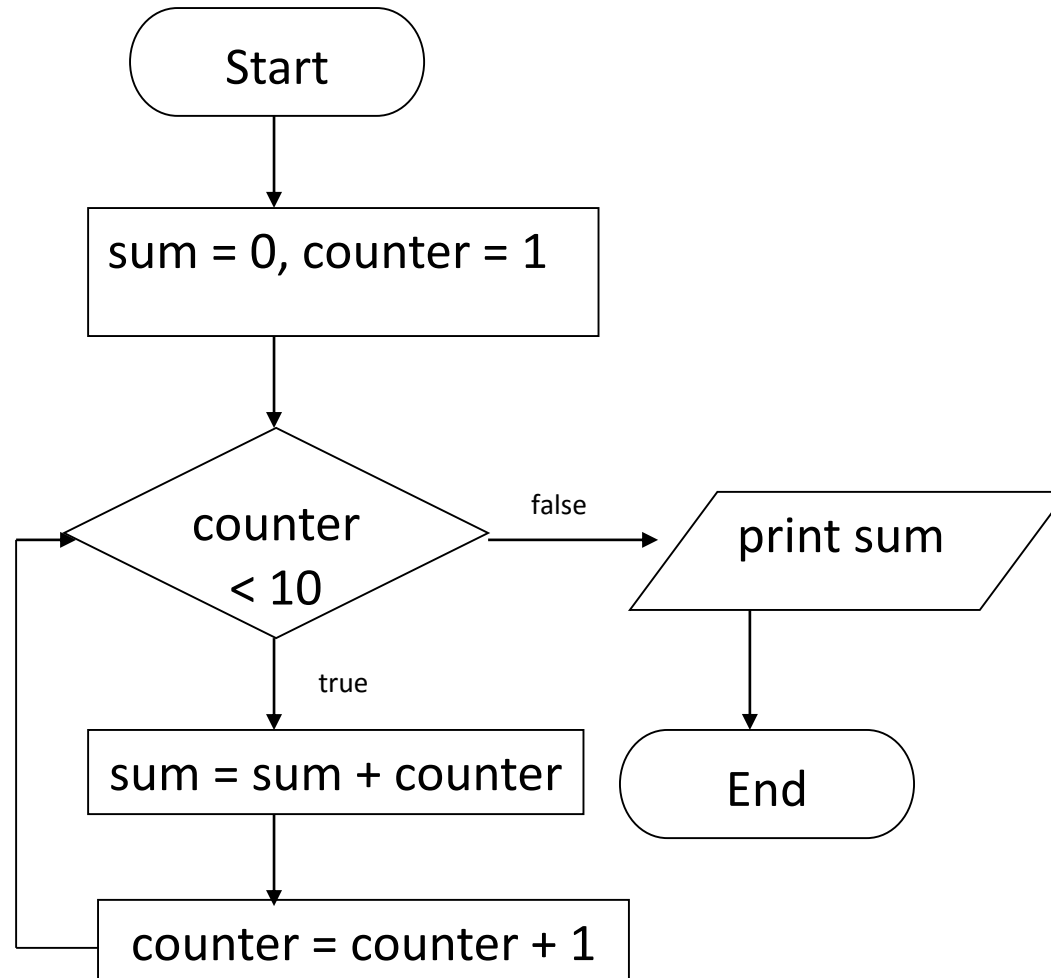 Start
sum = 0, counter = 1
counter
< 10
false
print sum
true
sum = sum + counter
End
counter = counter + 1